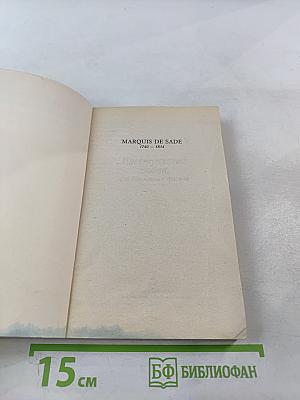 MARQUIS DE SADE
1740 – 1814
15 см
БФ БИБЛИОФАН